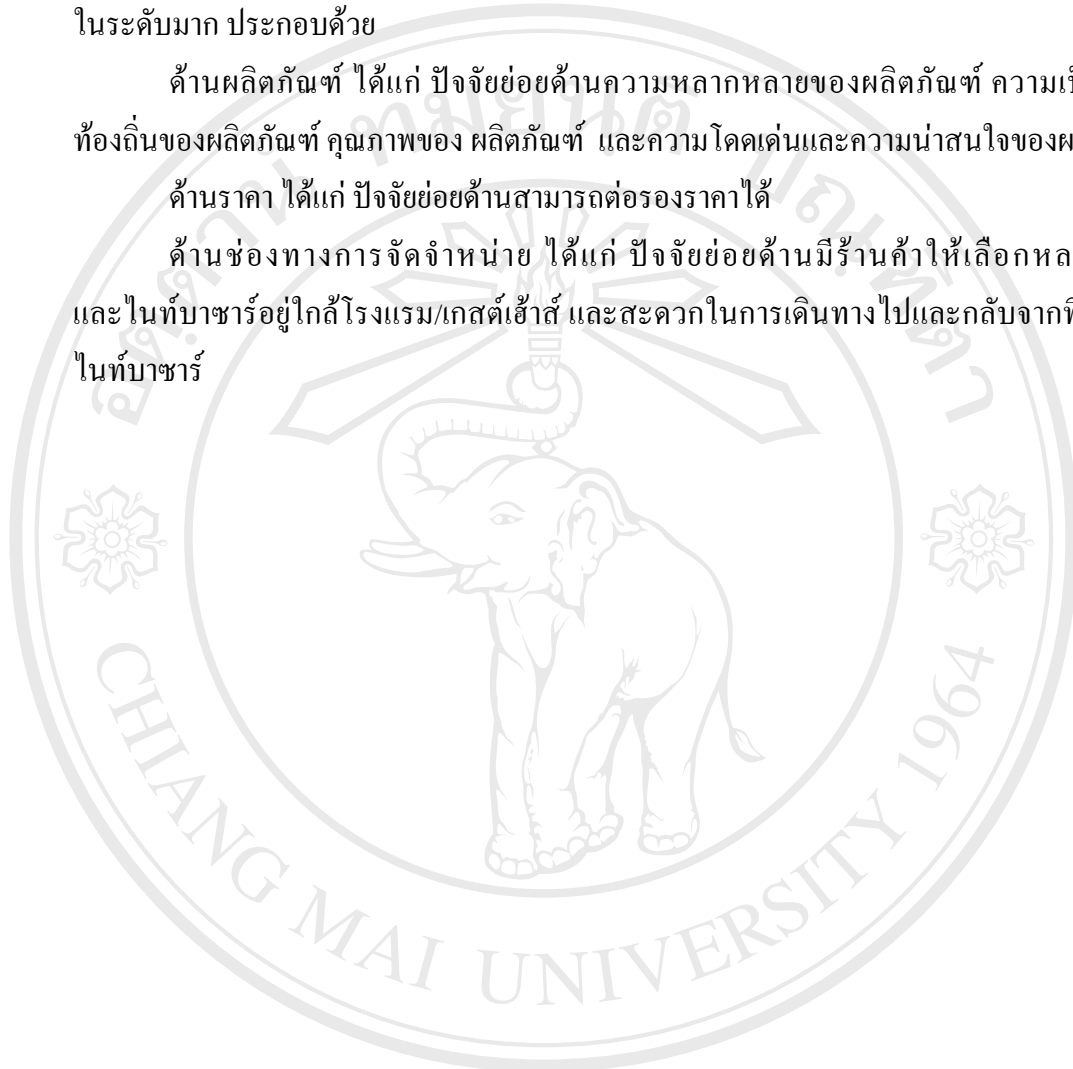 ในระดับมาก ประกอบด้วย
ด้านผลิตภัณฑ์ ได้แก่ ปัจจัยย่อยด้านความหลากหลายของผลิตภัณฑ์
ท้องถิ่นของผลิตภัณฑ์ คุณภาพของ ผลิตภัณฑ์ และความโดดเด่นและความน่าสนใจของ
ด้านราคา ได้แก่ ปัจจัยย่อยด้านสามารถต่อรองราคาได้
ด้านช่องทางการจัดจำหน่าย ได้แก่ ปัจจัยย่อยด้านมีร้านค้าให้เลือก
และไนท์บาซาร์อยู่ใกล้โรงแรม/เกสต์เฮ้าส์ และสะดวกในการเดินทางไปและกลับจาก
ไนท์บาซาร์
CHIANG MAI UNIVERSITY 1964